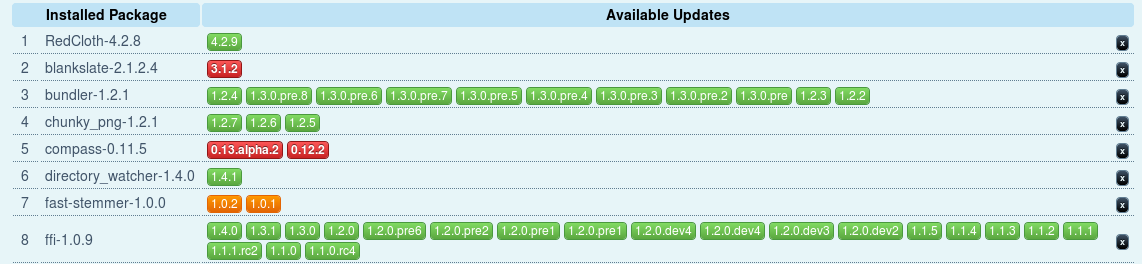 Installed Package Available Updates
1 RedCloth-4.2.8 4.2.9 x
2 blankslate-2.1.2.4 3.1.2 x
3 bundler-1.2.1 1.2.4 1.3.0.pre.8 1.3.0.pre.6 1.3.0.pre.7 1.3.0.pre.5 1.3.0.pre.4 1.3.0.pre.3 1.3.0.pre.2 1.3.0.pre 1.2.3 1.2.2 x
4 chunky_png-1.2.1 1.2.7 1.2.6 1.2.5 x
5 compass-0.11.5 0.13.alpha.2 0.12.2 x
6 directory_watcher-1.4.0 1.4.1 x
7 fast-stemmer-1.0.0 1.0.2 1.0.1 x
8 ffi-1.0.9 1.4.0 1.3.1 1.3.0 1.2.0 1.2.0.pre6 1.2.0.pre2 1.2.0.pre1 1.2.0.pre1 1.2.0.dev4 1.2.0.dev4 1.2.0.dev3 1.2.0.dev2 1.1.5 1.1.4 1.1.3 1.1.2 1.1.1 x
1.1.1.rc2 1.1.0 1.1.0.rc4